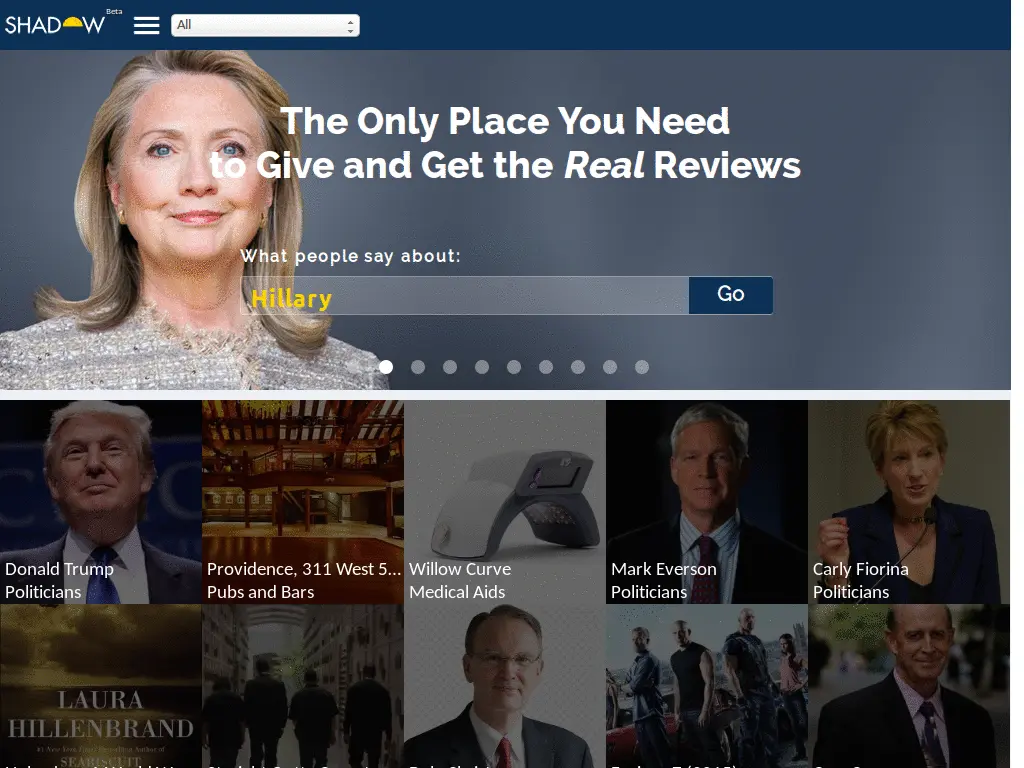 SHADOW
Beta
All
The Only Place You Need
to Give and Get the Real Reviews
What people say about:
Hillary
Go
Donald Trump
Politicians
Providence, 311 West 5...
Pubs and Bars
Willow Curve
Medical Aids
Mark Everson
Politicians
Carly Fiorina
Politicians
LAURA
HILLENBRAND
#1 New York Times Bestselling Author of
SEABISCUIT